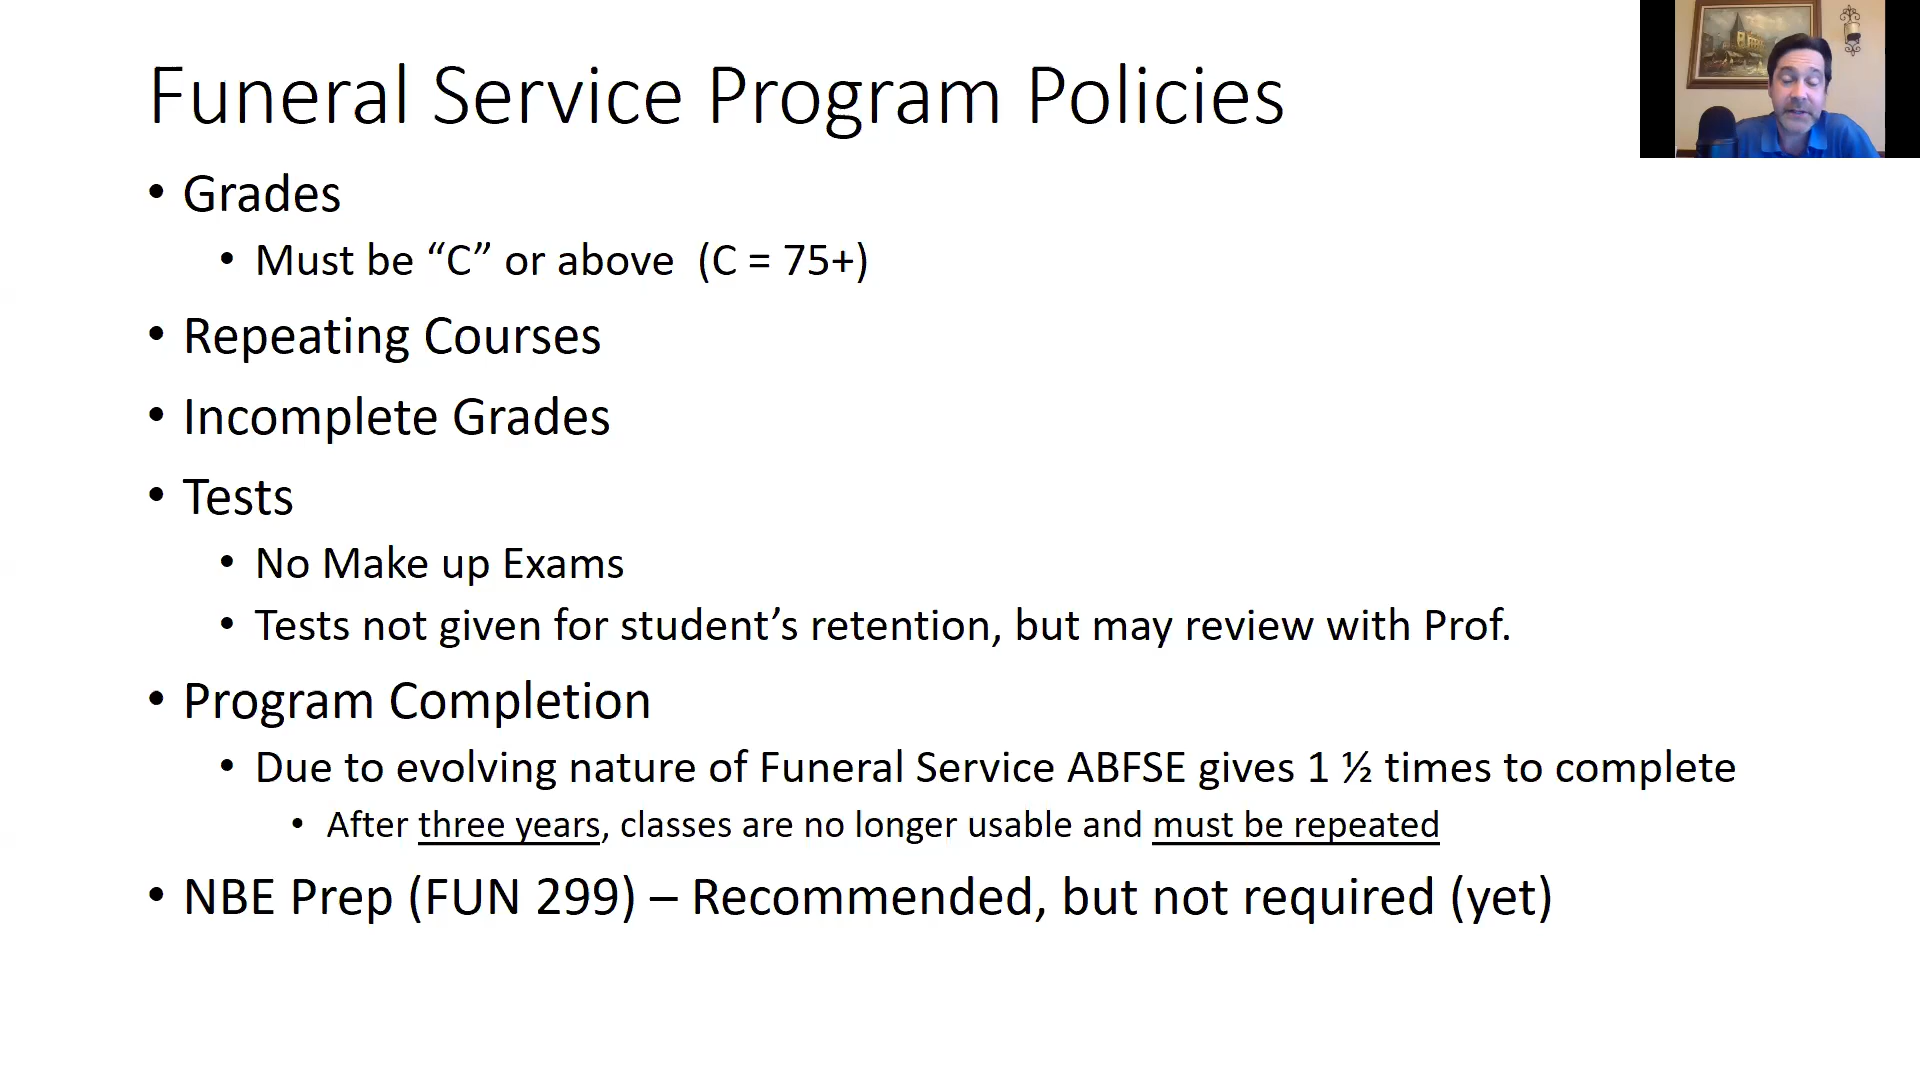 Funeral Service Program Policies
• Grades
• Must be “C” or above (C = 75+)
• Repeating Courses
• Incomplete Grades
• Tests
• No Make up Exams
• Tests not given for student’s retention, but may review with Prof.
• Program Completion
• Due to evolving nature of Funeral Service ABFSE gives 1 ½ times to complete
• After three years, classes are no longer usable and must be repeated
• NBE Prep (FUN 299) – Recommended, but not required (yet)